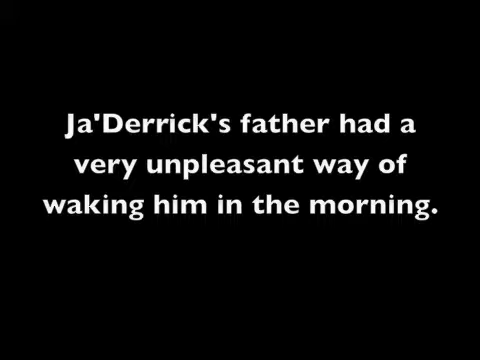 Ja'Derrick's father had a
very unpleasant way of
waking him in the morning.